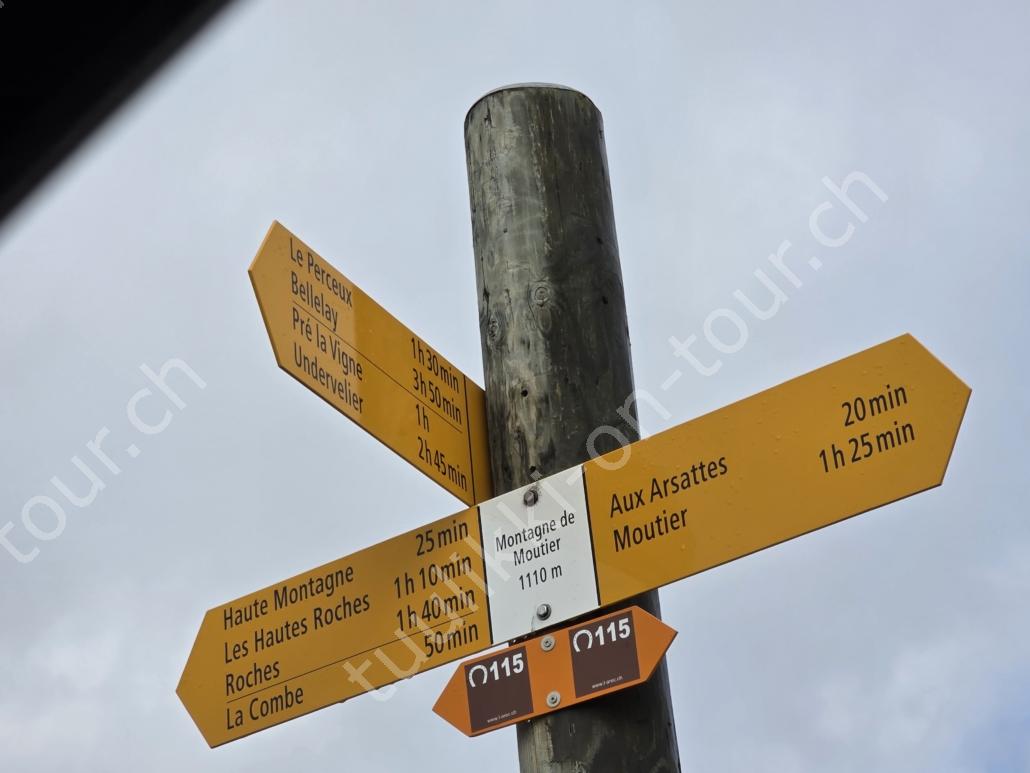 Le Perceux 1h30min
Bellelay 3h50min
Pré la Vigne 1h
Undervelier 2h45min
Haute Montagne 25min
Les Hautes Roches 1h10min
Roches 1h40min
La Combe 50min
Montagne de
Moutier
1110 m
Aux Arsattes 20min
Moutier 1h25min
115
115
tuulikki-on-tour.ch
tour.ch